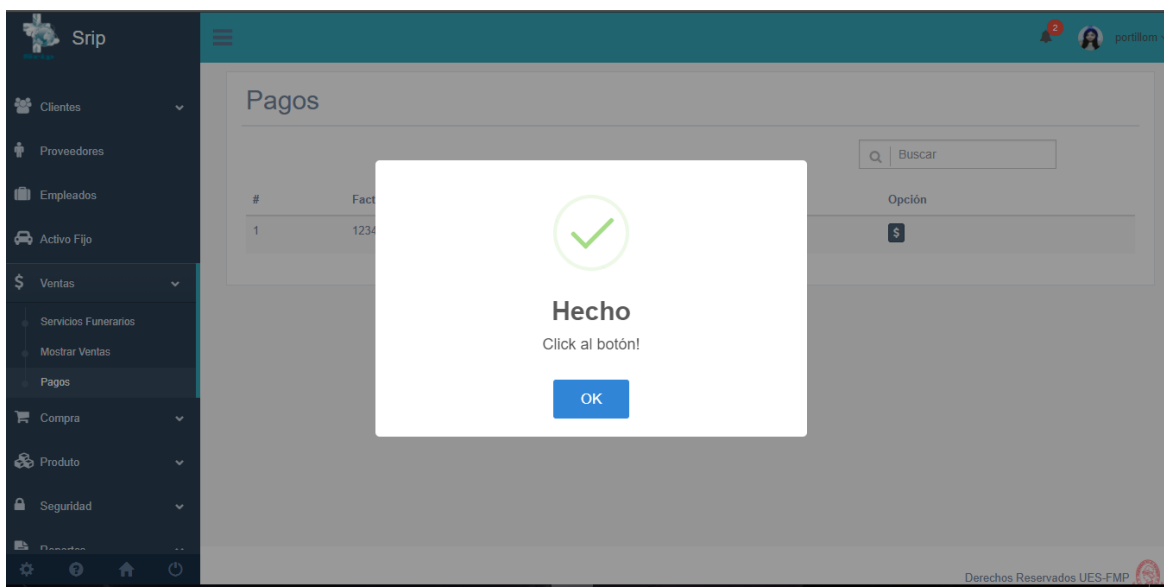 Srip
2
portillom
Pagos
Clientes
Proveedores
Empleados
Activo Fijo
Ventas
Servicios Funerarios
Mostrar Ventas
Pagos
Compra
Produto
Seguridad
Reportes
Buscar
# Fact Opción
1 1234 $
Hecho
Click al botón!
OK
Derechos Reservados UES-FMP